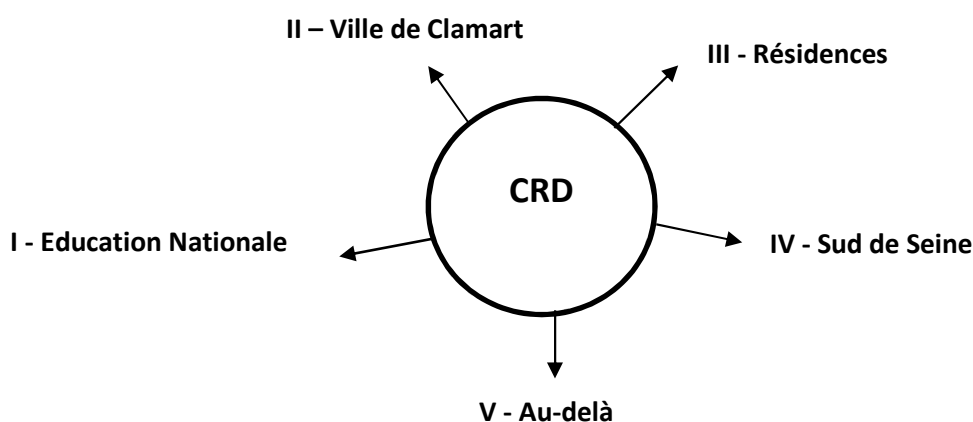 II – Ville de Clamart
III - Résidences
CRD
I - Education Nationale
IV - Sud de Seine
V - Au-delà